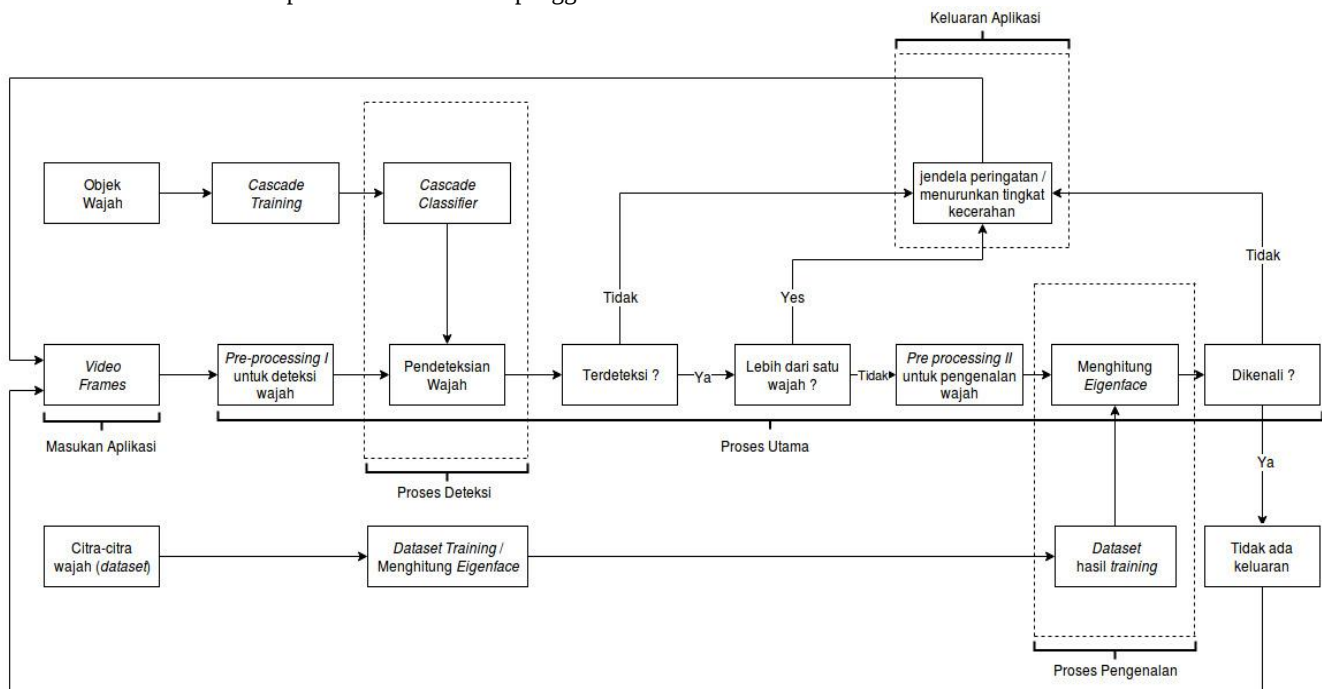 Keluaran Aplikasi
Objek
Wajah
Cascade
Training
Cascade
Classifier
jendela peringatan /
menurunkan tingkat
kecerahan
Tidak
Yes
Tidak
Video
Frames
Pre-processing I
untuk deteksi
wajah
Pendeteksian
Wajah
Terdeteksi ?
Ya
Lebih dari satu
wajah ?
Tidak
Pre processing II
untuk pengenalan
wajah
Menghitung
Eigenface
Dikenali ?
Masukan Aplikasi
Proses Utama
Ya
Proses Deteksi
Citra-citra
wajah (dataset)
Dataset Training /
Menghitung Eigenface
Dataset
hasil training
Tidak ada
keluaran
Proses Pengenalan